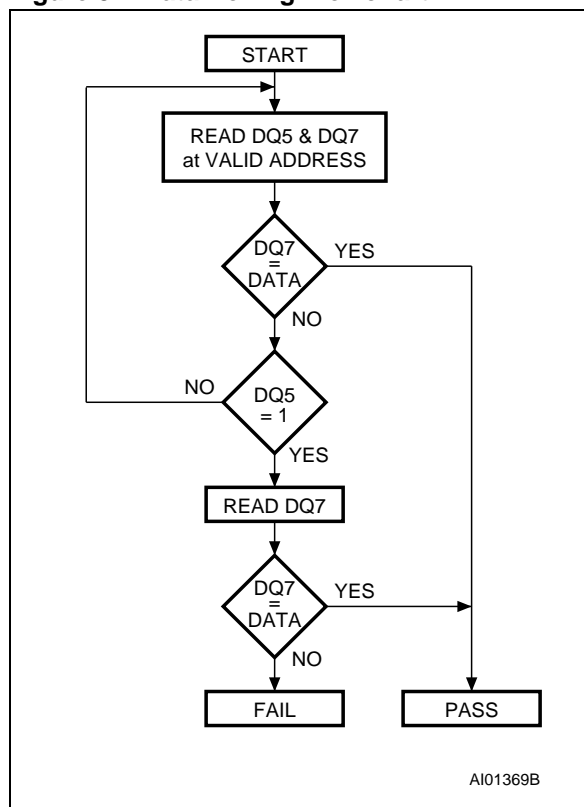 START
READ DQ5 & DQ7
at VALID ADDRESS
DQ7
=
DATA
YES
NO
NO
DQ5
= 1
YES
READ DQ7
DQ7
=
DATA
YES
NO
FAIL
PASS
AI01369B